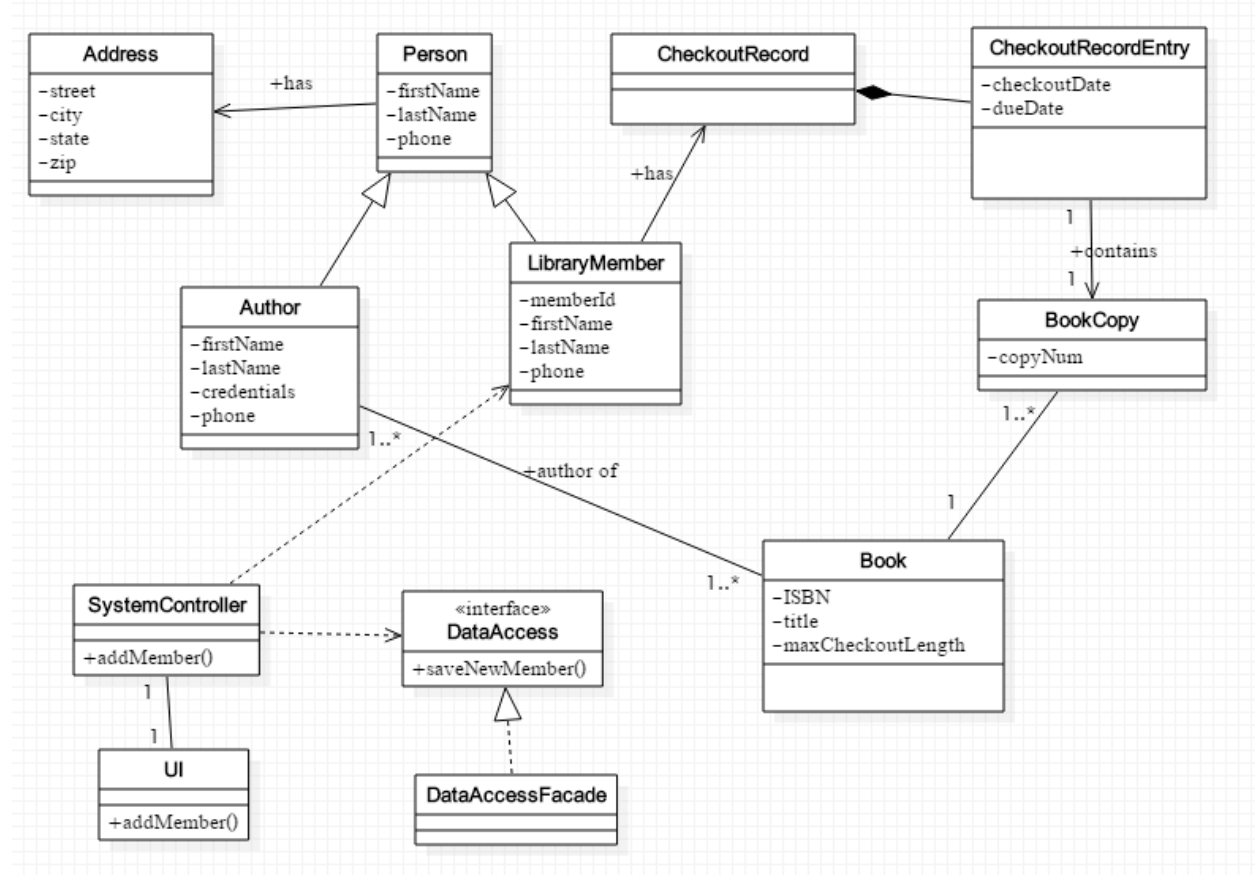 Address
-street
-city
-state
-zip
+has
Person
-firstName
-lastName
-phone
CheckoutRecord
CheckoutRecordEntry
-checkoutDate
-dueDate
+has
1
+contains
1
Author
-firstName
-lastName
-credentials
-phone
LibraryMember
-memberId
-firstName
-lastName
-phone
BookCopy
-copyNum
1..*
1..*
+author of
1
1..*
Book
-ISBN
-title
-maxCheckoutLength
SystemController
+addMember()
«interface»
DataAccess
+saveNewMember()
1
1
UI
+addMember()
DataAccessFacade